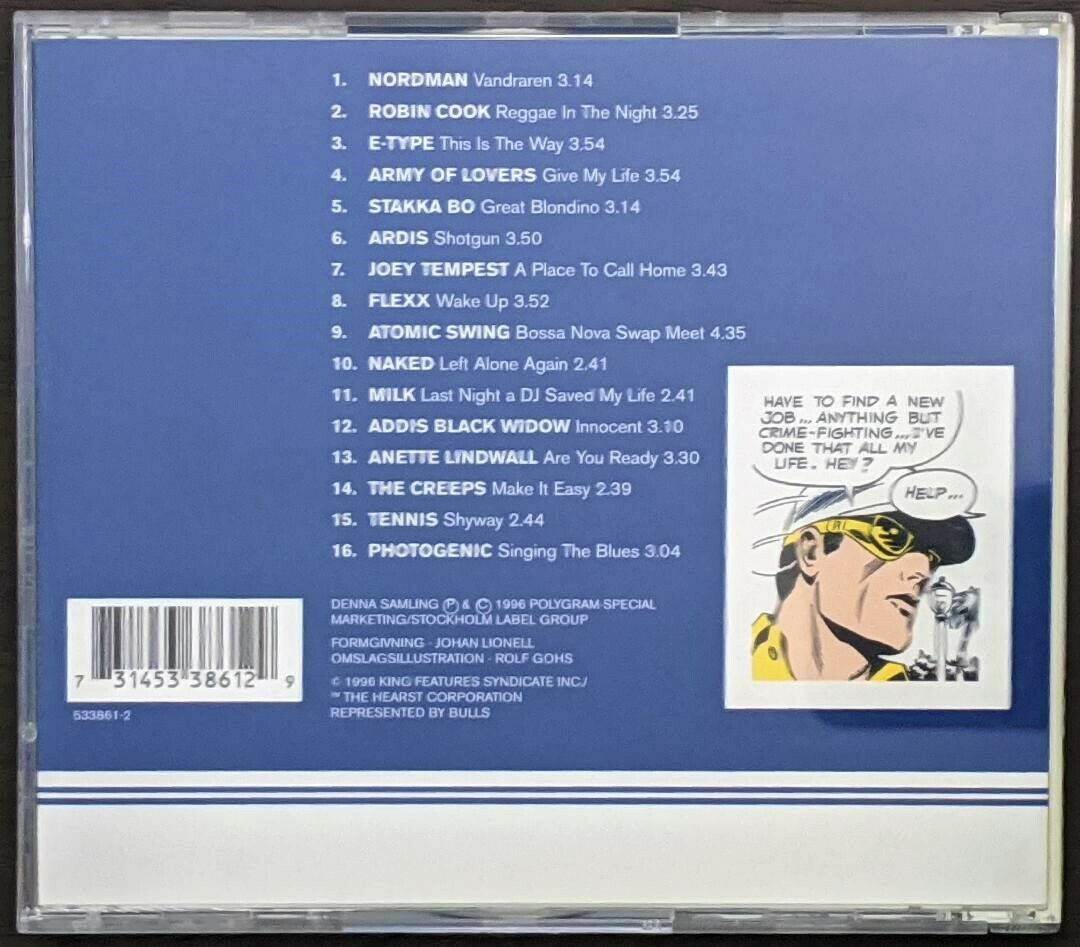 1. NORDMAN Vandraren 3.14
2. ROBIN COOK Reggae In The Night 3.25
3. E-TYPE This Is The Way 3.54
4. ARMY OF LOVERS Give My Life 3.54
5. STAKKA BO Great Blondino 3.14
6. ARDIS Shotgun 3.50
7. JOEY TEMPEST A Place To Call Home 3.43
8. FLEXX Wake Up 3.52
9. ATOMIC SWING Bossa Nova Swap Meet 4.35
10. NAKED Left Alone Again 2.41
11. MILK Last Night a DJ Saved My Life 2.41
12. ADDIS BLACK WIDOW Innocent 3.10
13. ANETTE LINDWALL Are You Ready 3.30
14. THE CREEPS Make It Easy 2.39
15. TENNIS Shyway 2.44
16. PHOTOGENIC Singing The Blues 3.04
HAVE TO FIND A NEW
JOB... ANYTHING BUT
CRIME-FIGHTING... I'VE
DONE THAT ALL MY
LIFE. HEY?
HELP...
DENNA SAMLING Ⓟ & © 1996 POLYGRAM SPECIAL
MARKETING/STOCKHOLM LABEL GROUP
FORMGIVNING · JOHAN LIONELL
OMSLAGSILLUSTRATION · ROLF GOHS
© 1996 KING FEATURES SYNDICATE INC./
™ THE HEARST CORPORATION
REPRESENTED BY BULLS
7 31453 38612 9
533861-2